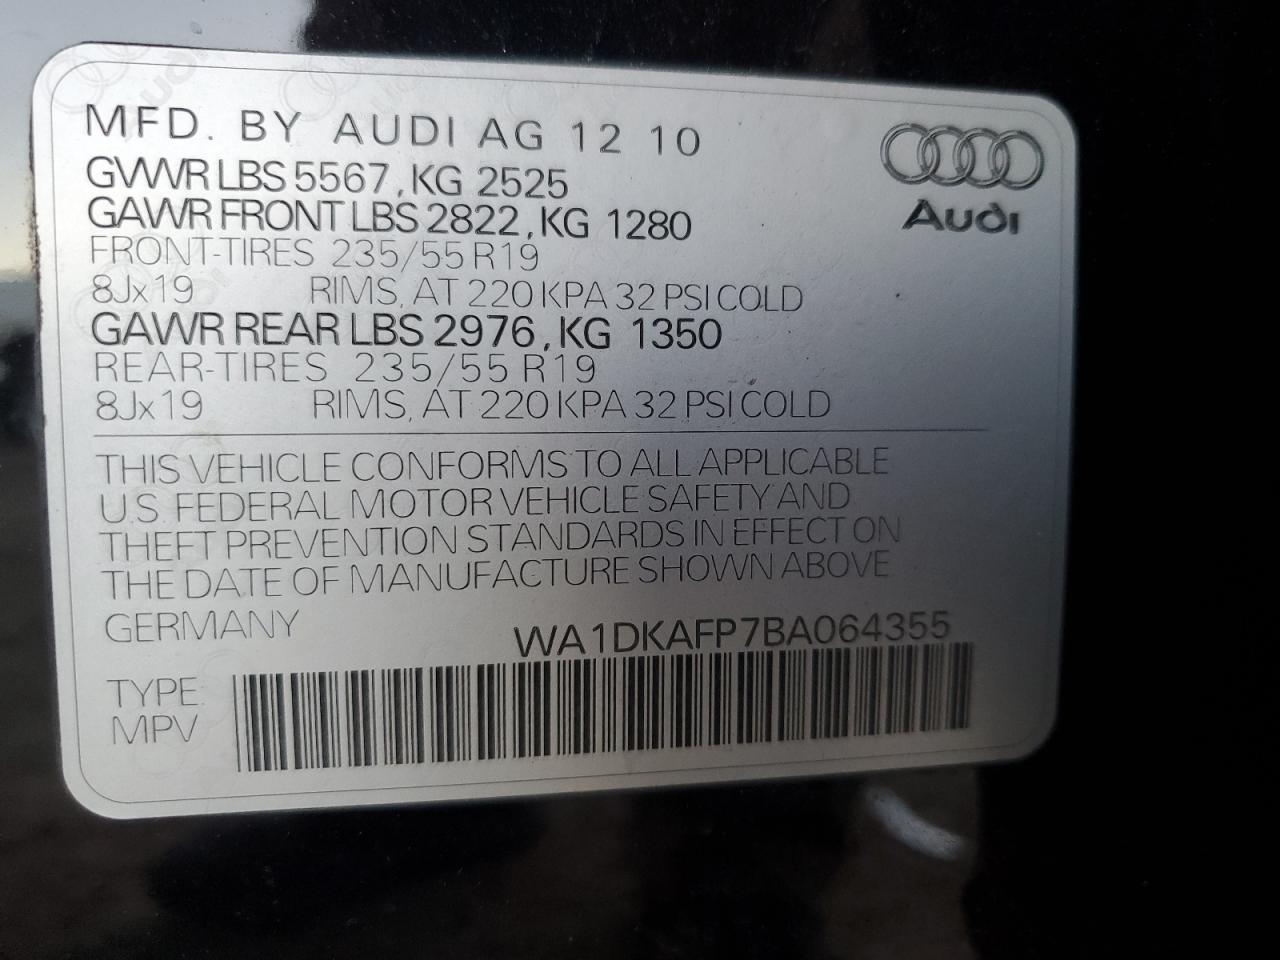 MFD. BY AUDI AG 12 10
GVWR LBS 5567, KG 2525
GAWR FRONT LBS 2822, KG 1280
FRONT-TIRES 235/55 R19
8Jx19 RIMS, AT 220 KPA 32 PSI COLD
GAWR REAR LBS 2976, KG 1350
REAR-TIRES 235/55 R19
8Jx19 RIMS, AT 220 KPA 32 PSI COLD
Audi
THIS VEHICLE CONFORMS TO ALL APPLICABLE
U.S. FEDERAL MOTOR VEHICLE SAFETY AND
THEFT PREVENTION STANDARDS IN EFFECT ON
THE DATE OF MANUFACTURE SHOWN ABOVE
GERMANY WA1DKAFP7BA064355
TYPE:
MPV